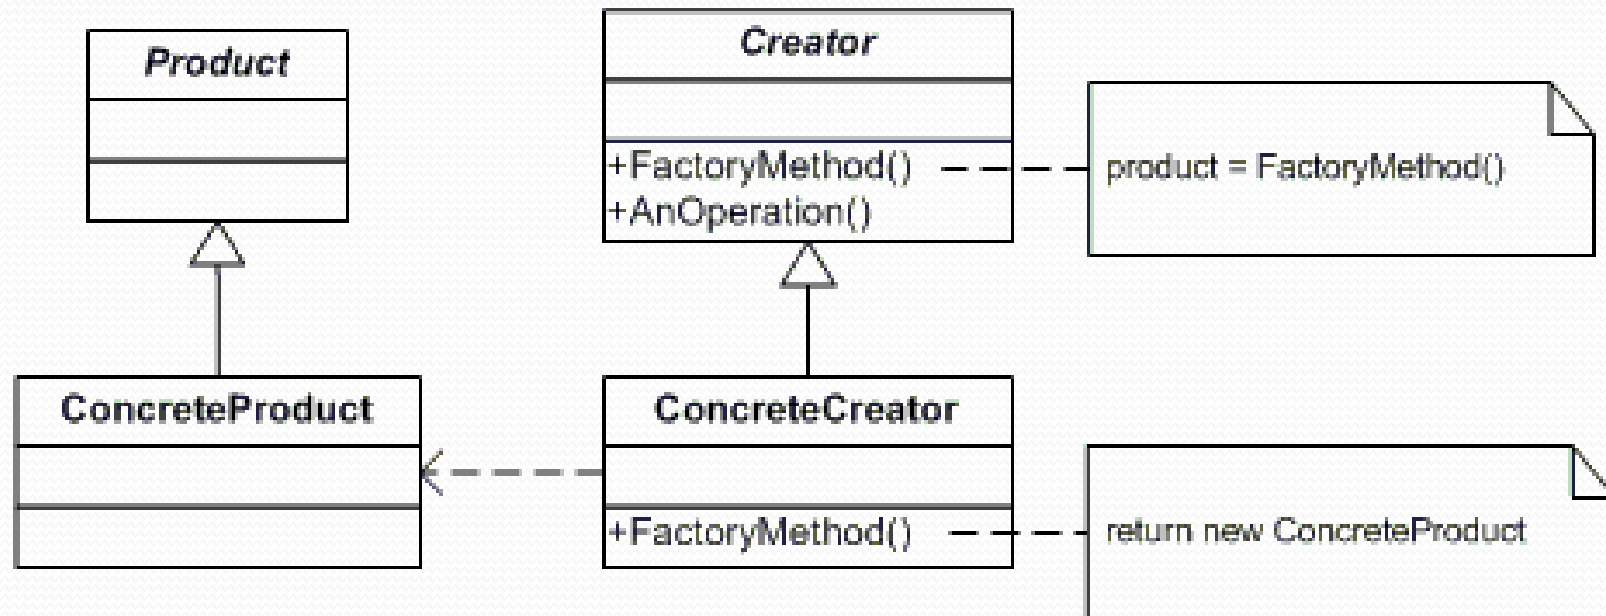 Product
Creator
+FactoryMethod()
+AnOperation()
product = FactoryMethod()
ConcreteProduct
ConcreteCreator
+FactoryMethod()
return new ConcreteProduct